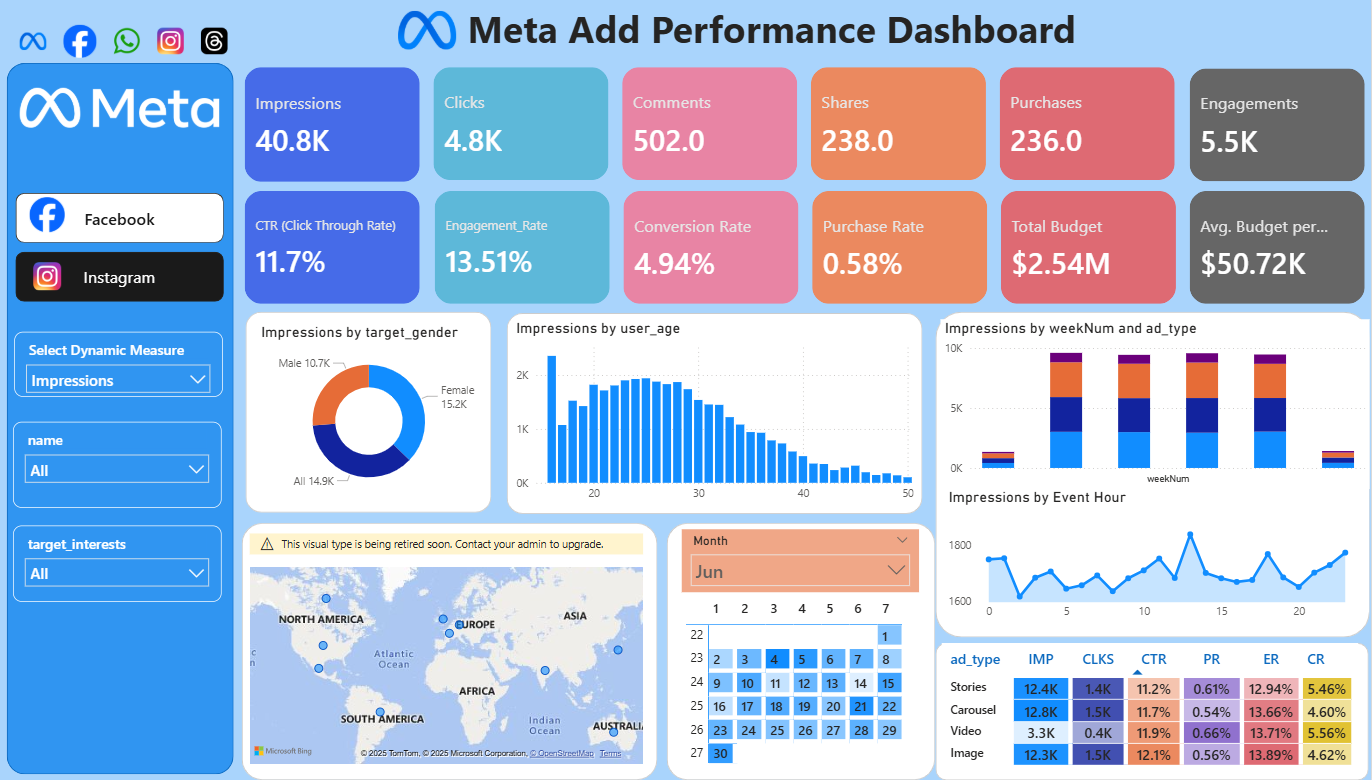 Meta Add Performance Dashboard
Meta
Facebook
Instagram
Select Dynamic Measure
Impressions
name
All
target_interests
All
Impressions
40.8K
Clicks
4.8K
Comments
502.0
Shares
238.0
Purchases
236.0
Engagements
5.5K
CTR (Click Through Rate)
11.7%
Engagement_Rate
13.51%
Conversion Rate
4.94%
Purchase Rate
0.58%
Total Budget
$2.54M
Avg. Budget per...
$50.72K
Impressions by target_gender
Male 10.7K
Female
15.2K
All 14.9K
Impressions by user_age
2K
1K
0K
20 30 40 50
Impressions by weekNum and ad_type
10K
5K
0K
weekNum
Impressions by Event Hour
1800
1600
0 5 10 15 20
This visual type is being retired soon. Contact your admin to upgrade.
NORTH AMERICA
EUROPE
ASIA
Atlantic
Ocean
AFRICA
SOUTH AMERICA
Indian
Ocean
AUSTRALIA
Microsoft Bing
© 2025 TomTom, © 2025 Microsoft Corporation, © OpenStreetMap Terms
Month
Jun
1 2 3 4 5 6 7
22 1
23 2 3 4 5 6 7 8
24 9 10 11 12 13 14 15
25 16 17 18 19 20 21 22
26 23 24 25 26 27 28 29
27 30
ad_type IMP CLKS CTR PR ER CR
Stories 12.4K 1.4K 11.2% 0.61% 12.94% 5.46%
Carousel 12.8K 1.5K 11.7% 0.54% 13.66% 4.60%
Video 3.3K 0.4K 11.9% 0.66% 13.71% 5.56%
Image 12.3K 1.5K 12.1% 0.56% 13.89% 4.62%